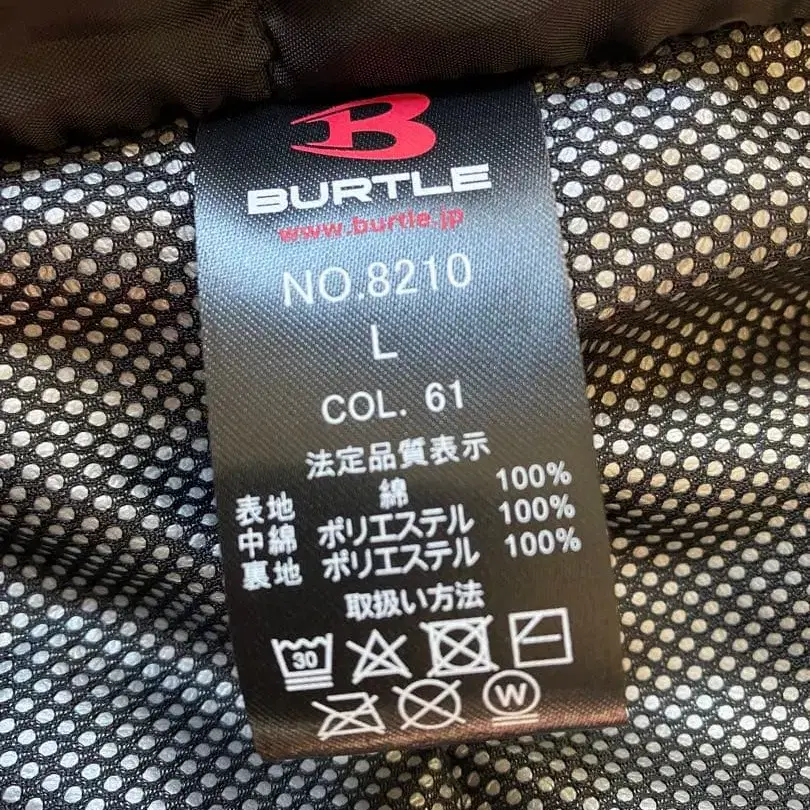 B
BURTLE
www.burtle.jp
NO.8210
L
COL. 61
法定品質表示
表地 綿 100%
中綿 ポリエステル 100%
裏地 ポリエステル 100%
取扱い方法
30
W